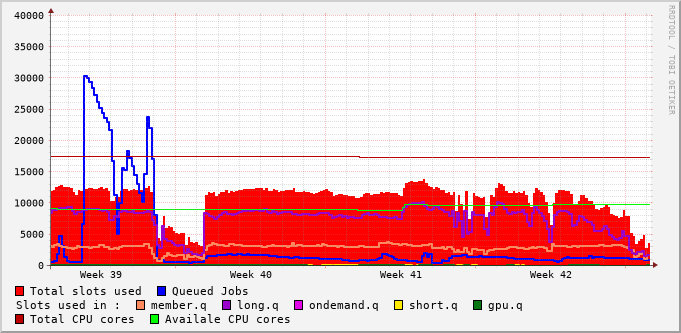 RRDTOOL / TOBI OETIKER
40000
35000
30000
25000
20000
15000
10000
5000
0
Week 39 Week 40 Week 41 Week 42
Total slots used Queued Jobs
Slots used in : member.q long.q ondemand.q short.q gpu.q
Total CPU cores Availale CPU cores